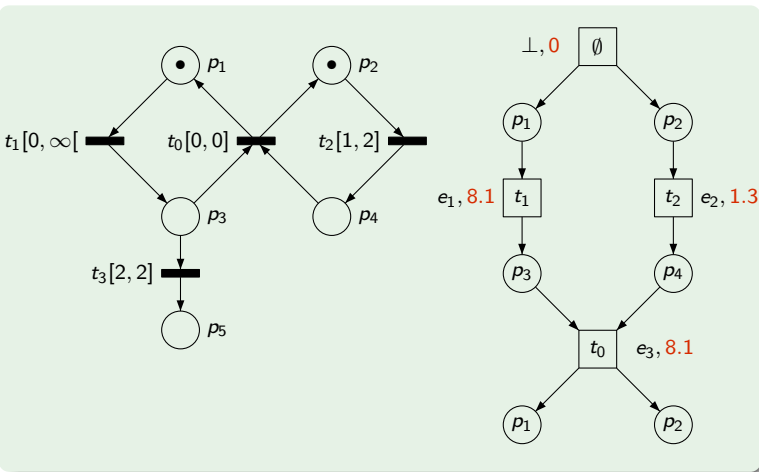 ⊥, 0
∅
p₁
p₂
t₁[0, ∞[
t₀[0, 0]
t₂[1, 2]
p₃
p₄
t₃[2, 2]
p₅
p₁
p₂
e₁, 8.1
t₁
t₂
e₂, 1.3
p₃
p₄
t₀
e₃, 8.1
p₁
p₂